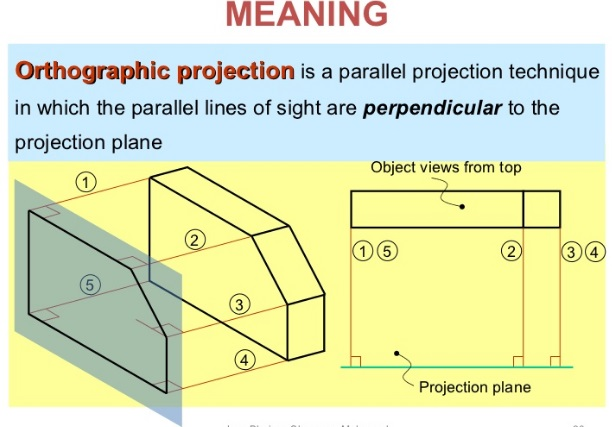 MEANING
Orthographic projection is a parallel projection technique
in which the parallel lines of sight are perpendicular to the
projection plane
Object views from top
1
2
5
3
4
1 5
2
3 4
Projection plane